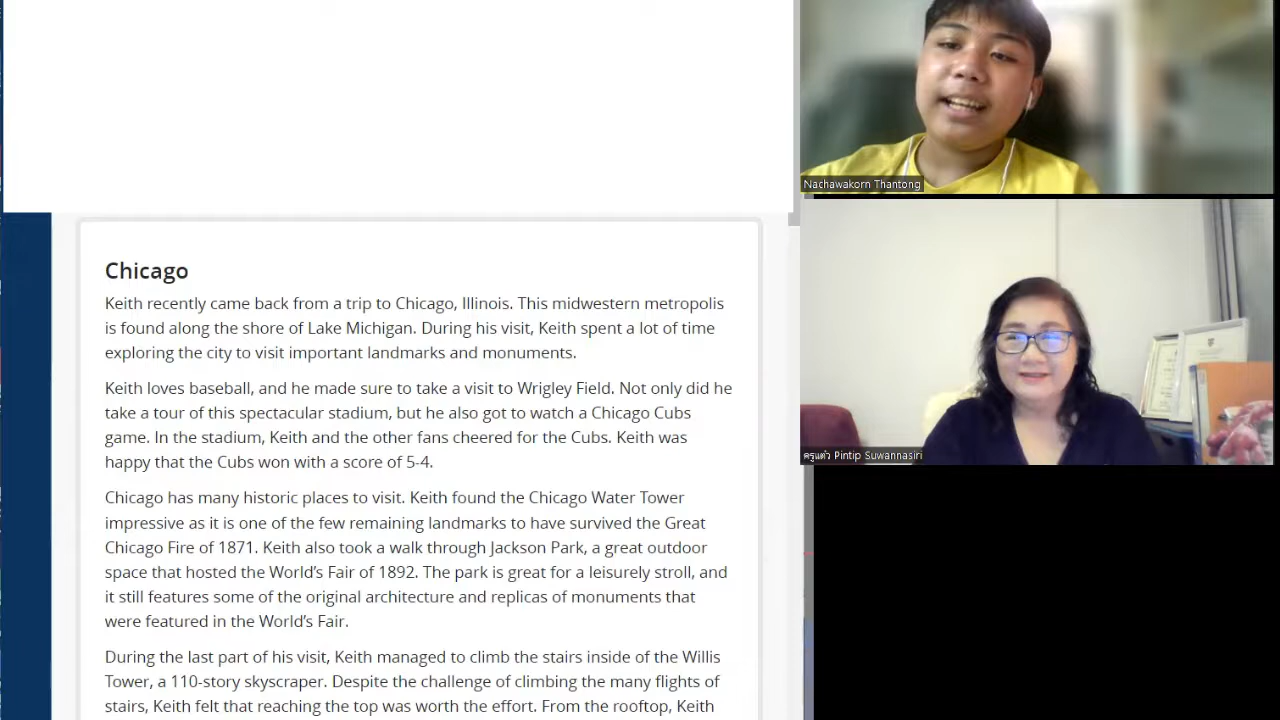 Chicago
Keith recently came back from a trip to Chicago, Illinois. This midwestern metropolis
is found along the shore of Lake Michigan. During his visit, Keith spent a lot of time
exploring the city to visit important landmarks and monuments.
Keith loves baseball, and he made sure to take a visit to Wrigley Field. Not only did he
take a tour of this spectacular stadium, but he also got to watch a Chicago Cubs
game. In the stadium, Keith and the other fans cheered for the Cubs. Keith was
happy that the Cubs won with a score of 5-4.
Chicago has many historic places to visit. Keith found the Chicago Water Tower
impressive as it is one of the few remaining landmarks to have survived the Great
Chicago Fire of 1871. Keith also took a walk through Jackson Park, a great outdoor
space that hosted the World’s Fair of 1892. The park is great for a leisurely stroll, and
it still features some of the original architecture and replicas of monuments that
were featured in the World’s Fair.
During the last part of his visit, Keith managed to climb the stairs inside of the Willis
Tower, a 110-story skyscraper. Despite the challenge of climbing the many flights of
stairs, Keith felt that reaching the top was worth the effort. From the rooftop, Keith
Nachawakorn Thantong
ครูแต๋ว Pintip Suwannasiri